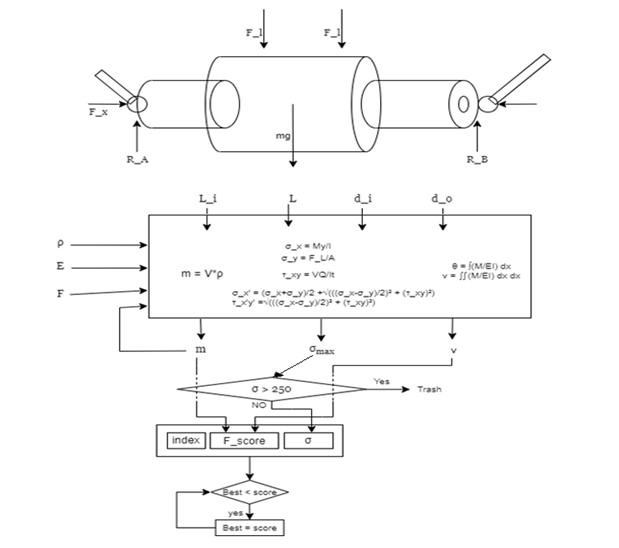 F_l F_l
F_x
mg
R_A R_B
L_i L d_i d_o
ρ
E
F
σ_x = My/I
σ_y = F_L/A
τ_xy = VQ/It
m = V*ρ
θ = ∫(M/EI) dx
v = ∫∫(M/EI) dx dx
σ_x' = (σ_x+σ_y)/2 +√(((σ_x-σ_y)/2)² + (τ_xy)²)
τ_x'y' =√(((σ_x-σ_y)/2)² + (τ_xy)²)
m σmax v
σ > 250
Yes
Trash
NO
index F_score σ
Best < score
yes
Best = score